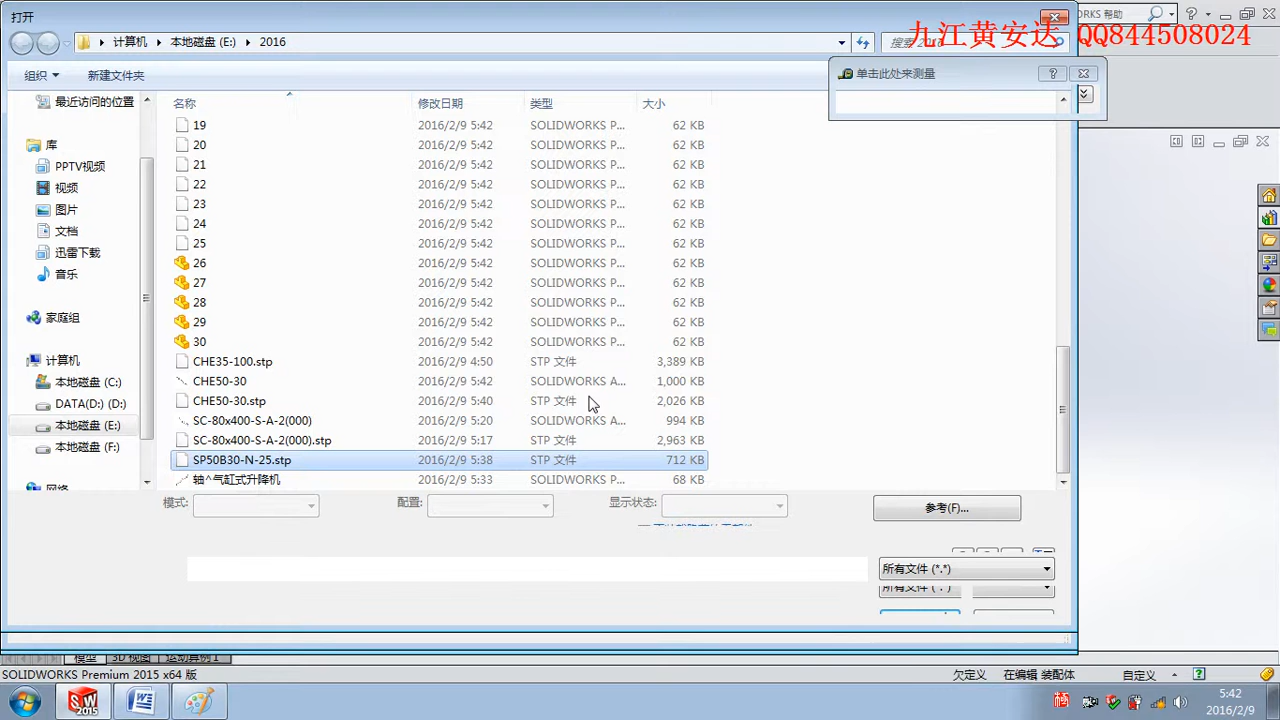 打开
RKS 帮助
九江黄安达 QQ844508024
计算机 本地磁盘 (E:) 2016
搜索 2016
组织 新建文件夹
单击此处来测量
最近访问的位置
库
PPTV视频
视频
图片
文档
迅雷下载
音乐
家庭组
计算机
本地磁盘 (C:)
DATA(D:) (D:)
本地磁盘 (E:)
本地磁盘 (F:)
网络
名称 修改日期 类型 大小
19 2016/2/9 5:42 SOLIDWORKS P... 62 KB
20 2016/2/9 5:42 SOLIDWORKS P... 62 KB
21 2016/2/9 5:42 SOLIDWORKS P... 62 KB
22 2016/2/9 5:42 SOLIDWORKS P... 62 KB
23 2016/2/9 5:42 SOLIDWORKS P... 62 KB
24 2016/2/9 5:42 SOLIDWORKS P... 62 KB
25 2016/2/9 5:42 SOLIDWORKS P... 62 KB
26 2016/2/9 5:42 SOLIDWORKS P... 62 KB
27 2016/2/9 5:42 SOLIDWORKS P... 62 KB
28 2016/2/9 5:42 SOLIDWORKS P... 62 KB
29 2016/2/9 5:42 SOLIDWORKS P... 62 KB
30 2016/2/9 5:42 SOLIDWORKS P... 62 KB
CHE35-100.stp 2016/2/9 4:50 STP 文件 3,389 KB
CHE50-30 2016/2/9 5:42 SOLIDWORKS A... 1,000 KB
CHE50-30.stp 2016/2/9 5:40 STP 文件 2,026 KB
SC-80x400-S-A-2(000) 2016/2/9 5:20 SOLIDWORKS A... 994 KB
SC-80x400-S-A-2(000).stp 2016/2/9 5:17 STP 文件 2,963 KB
SP50B30-N-25.stp 2016/2/9 5:38 STP 文件 712 KB
轴^气缸式升降机 2016/2/9 5:33 SOLIDWORKS P... 68 KB
模式: 配置: 显示状态: 参考(F)...
所有文件 (*.*)
所有文件 (*.*)
模型 3D 视图 运动算例 1
SOLIDWORKS Premium 2015 x64 版 欠定义 在编辑 装配体 自定义
5:42
2016/2/9